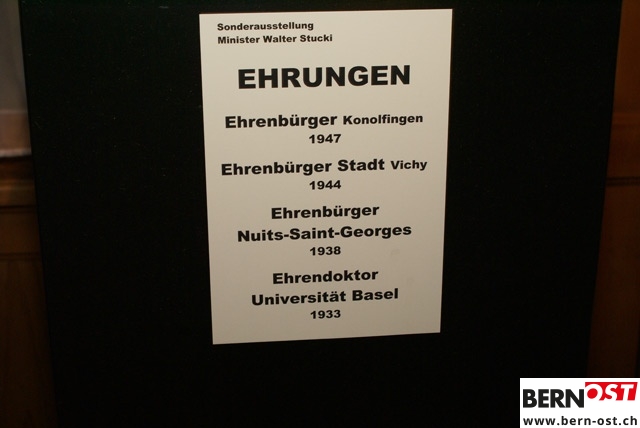 Sonderausstellung
Minister Walter Stucki
EHRUNGEN
Ehrenbürger Konolfingen
1947
Ehrenbürger Stadt Vichy
1944
Ehrenbürger
Nuits-Saint-Georges
1938
Ehrendoktor
Universität Basel
1933
BERNOST
www.bern-ost.ch